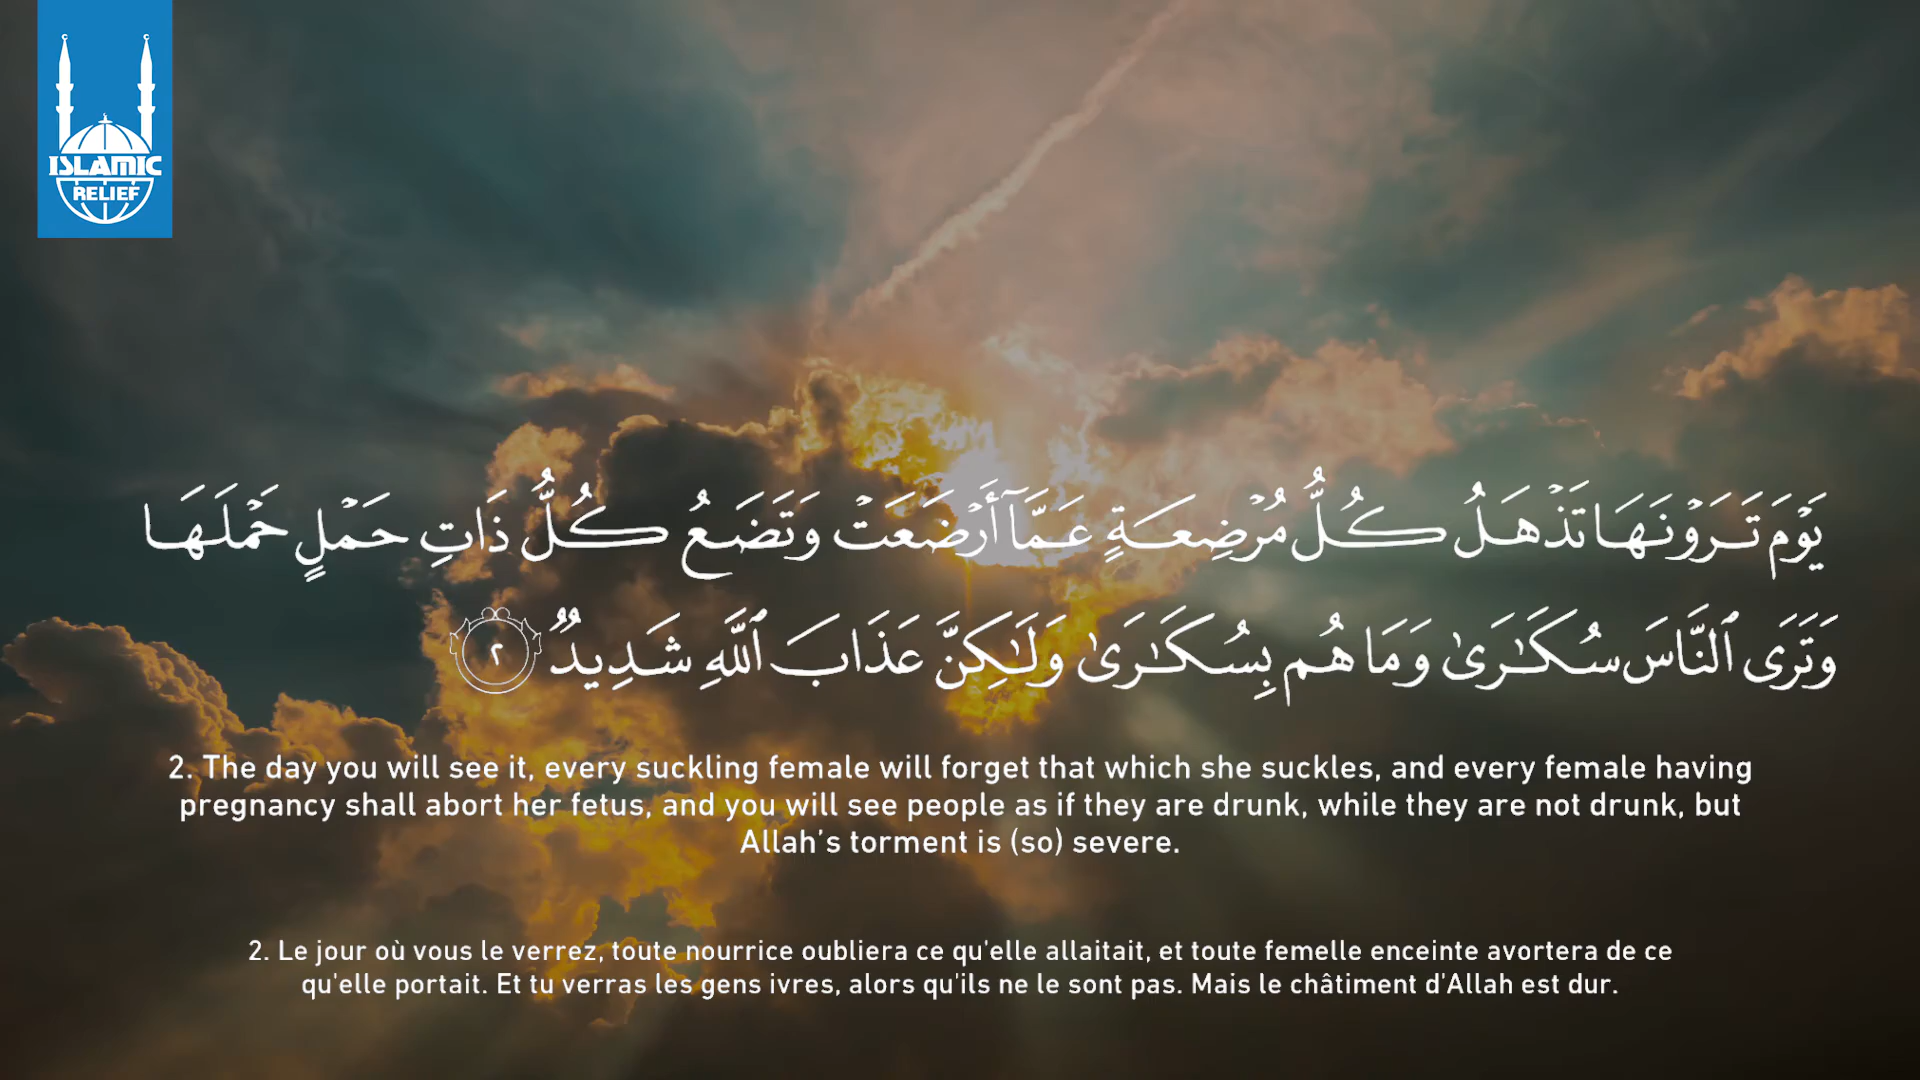 ISLAMIC
RELIEF
يَوْمَ تَرَوْنَهَا تَذْهَلُ كُلُّ مُرْضِعَةٍ عَمَّآ أَرْضَعَتْ وَتَضَعُ كُلُّ ذَاتِ حَمْلٍ حَمْلَهَا
وَتَرَى ٱلنَّاسَ سُكَـٰرَىٰ وَمَا هُم بِسُكَـٰرَىٰ وَلَـٰكِنَّ عَذَابَ ٱللَّهِ شَدِيدٌ ٢
2. The day you will see it, every suckling female will forget that which she suckles, and every female having
pregnancy shall abort her fetus, and you will see people as if they are drunk, while they are not drunk, but
Allah’s torment is (so) severe.
2. Le jour où vous le verrez, toute nourrice oubliera ce qu'elle allaitait, et toute femelle enceinte avortera de ce
qu'elle portait. Et tu verras les gens ivres, alors qu'ils ne le sont pas. Mais le châtiment d'Allah est dur.